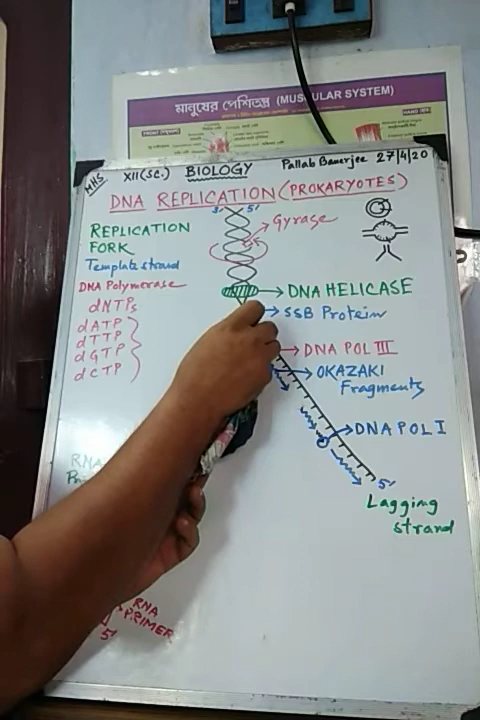 মানুষের পেশিতন্ত্র (MUSCULAR SYSTEM)
MHS
XII(SC.) BIOLOGY Pallab Banerjee 27/4/20
DNA REPLICATION (PROKARYOTES)
3' 5'
Gyrase
REPLICATION
FORK
Template strand
DNA Polymerase
dNTPs
dATP
dTTP
dGTP
dCTP
DNA HELICASE
SSB Protein
DNA POL III
OKAZAKI
Fragments
DNA POL I
5'
Lagging
strand
RNA
RNA
PRIMER
5'